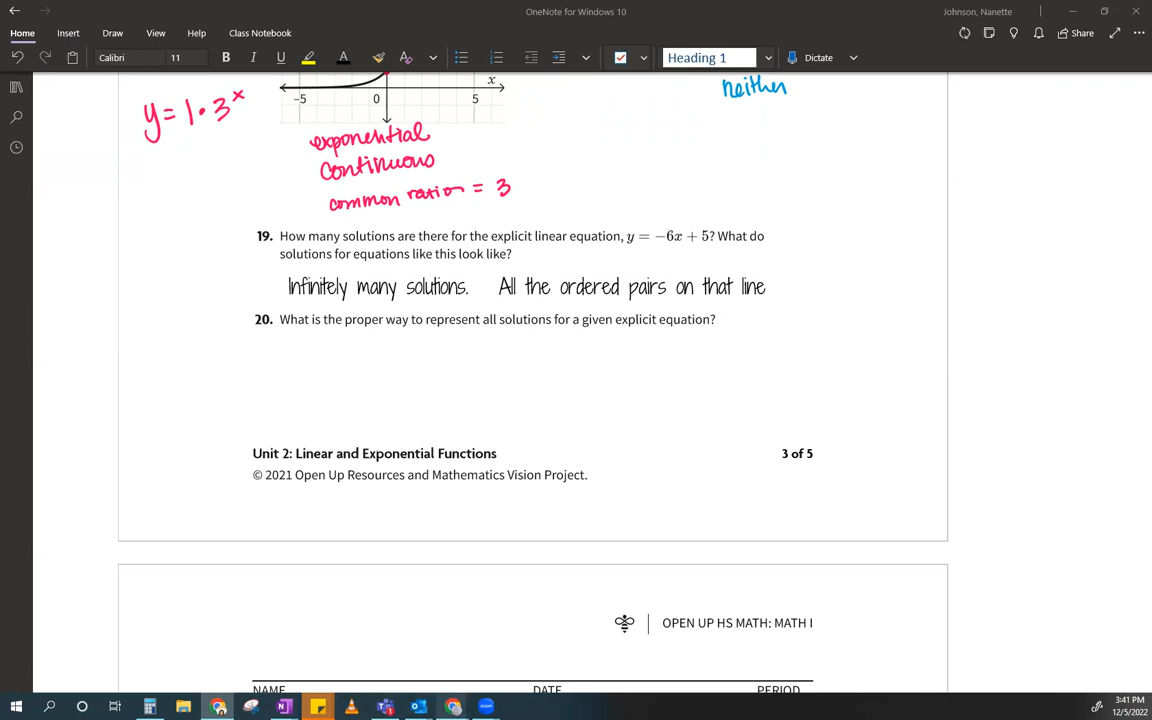 OneNote for Windows 10
Johnson, Nanette
Home Insert Draw View Help Class Notebook
Share
Calibri 11 B I U A Heading 1 Dictate
x
-5 0 5
neither
y = 1 · 3^x
exponential
continuous
common ration = 3
19. How many solutions are there for the explicit linear equation, y = −6x + 5? What do
solutions for equations like this look like?
Infinitely many solutions. All the ordered pairs on that line
20. What is the proper way to represent all solutions for a given explicit equation?
Unit 2: Linear and Exponential Functions 3 of 5
© 2021 Open Up Resources and Mathematics Vision Project.
OPEN UP HS MATH: MATH I
NAME DATE PERIOD
3:41 PM
12/5/2022